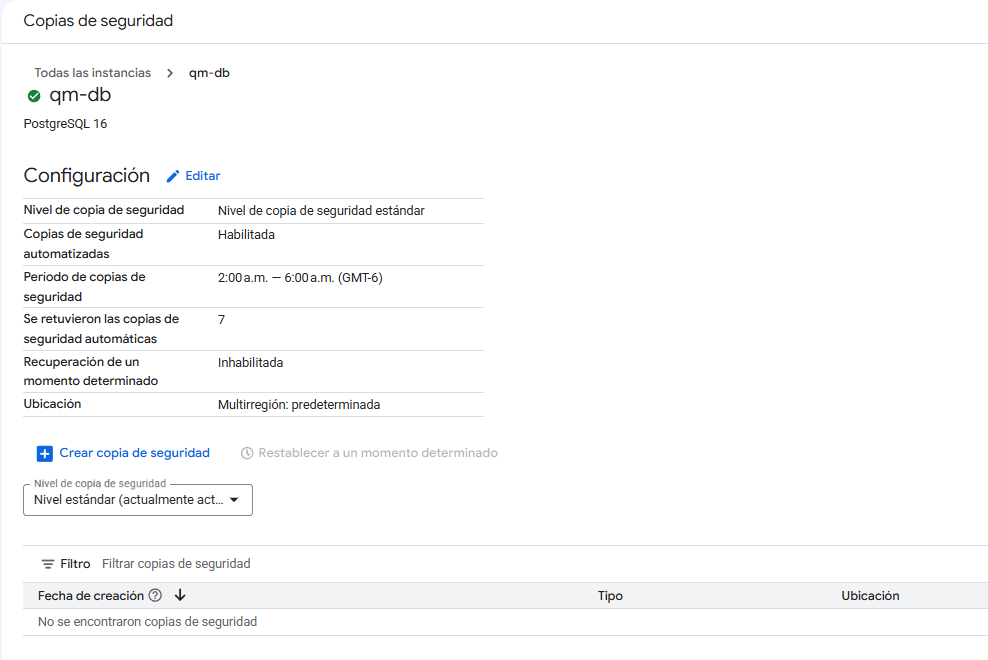 Copias de seguridad
Todas las instancias > qm-db
qm-db
PostgreSQL 16
Configuración Editar
Nivel de copia de seguridad Nivel de copia de seguridad estándar
Copias de seguridad Habilitada
automatizadas
Período de copias de 2:00 a.m. — 6:00 a.m. (GMT-6)
seguridad
Se retuvieron las copias de 7
seguridad automáticas
Recuperación de un Inhabilitada
momento determinado
Ubicación Multirregión: predeterminada
Crear copia de seguridad Restablecer a un momento determinado
Nivel de copia de seguridad
Nivel estándar (actualmente act...
Filtro Filtrar copias de seguridad
Fecha de creación Tipo Ubicación
No se encontraron copias de seguridad